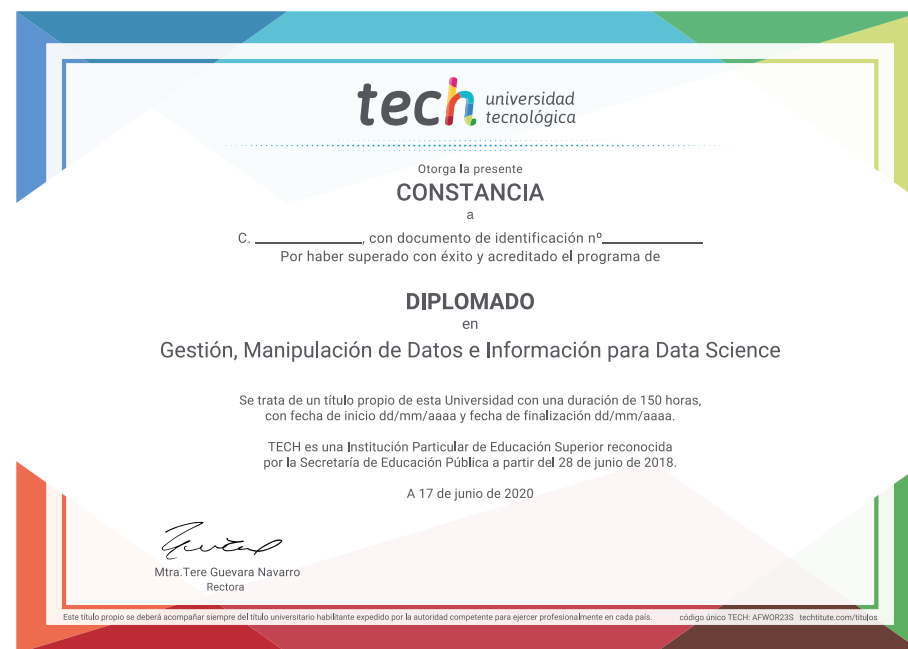 tech universidad
tecnológica
Otorga la presente
CONSTANCIA
a
C. ____________, con documento de identificación nº____________
Por haber superado con éxito y acreditado el programa de
DIPLOMADO
en
Gestión, Manipulación de Datos e Información para Data Science
Se trata de un título propio de esta Universidad con una duración de 150 horas,
con fecha de inicio dd/mm/aaaa y fecha de finalización dd/mm/aaaa.
TECH es una Institución Particular de Educación Superior reconocida
por la Secretaría de Educación Pública a partir del 28 de junio de 2018.
A 17 de junio de 2020
Mtra.Tere Guevara Navarro
Rectora
Este título propio se deberá acompañar siempre del título universitario habilitante expedido por la autoridad competente para ejercer profesionalmente en cada país. código único TECH: AFWOR23S techtitute.com/titulos